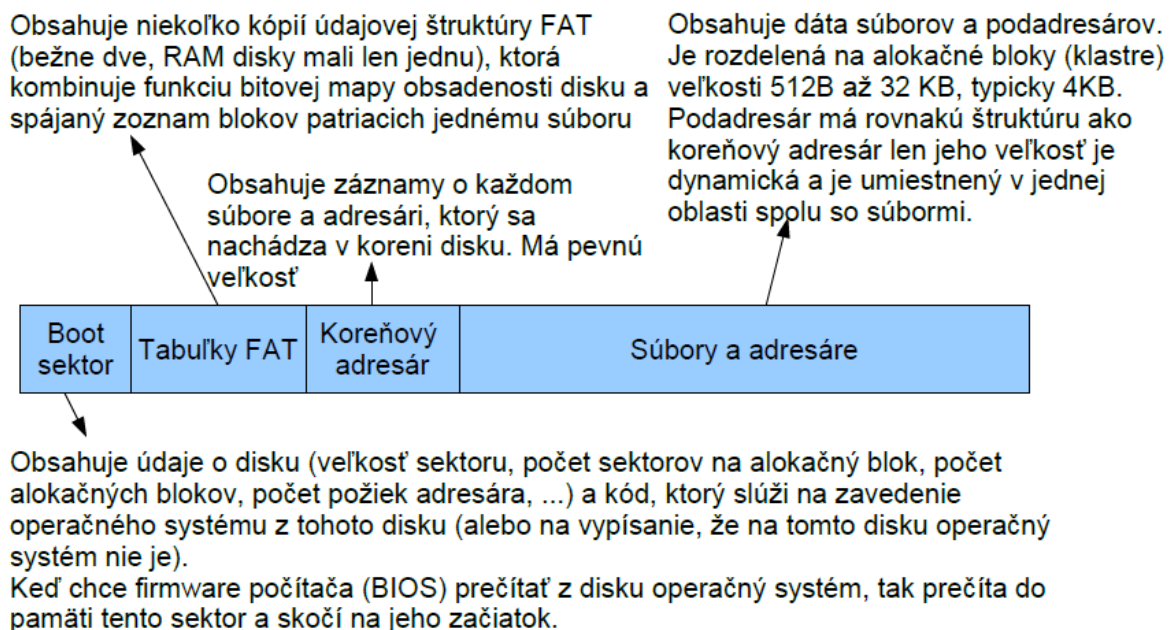 Obsahuje niekoľko kópií údajovej štruktúry FAT
(bežne dve, RAM disky mali len jednu), ktorá
kombinuje funkciu bitovej mapy obsadenosti disku a
spájaný zoznam blokov patriacich jednému súboru
Obsahuje dáta súborov a podadresárov.
Je rozdelená na alokačné bloky (klastre)
veľkosti 512B až 32 KB, typicky 4KB.
Podadresár má rovnakú štruktúru ako
koreňový adresár len jeho veľkosť je
dynamická a je umiestnený v jednej
oblasti spolu so súbormi.
Obsahuje záznamy o každom
súbore a adresári, ktorý sa
nachádza v koreni disku. Má pevnú
veľkosť
Boot
sektor
Tabuľky FAT
Koreňový
adresár
Súbory a adresáre
Obsahuje údaje o disku (veľkosť sektoru, počet sektorov na alokačný blok, počet
alokačných blokov, počet požiek adresára, ...) a kód, ktorý slúži na zavedenie
operačného systému z tohoto disku (alebo na vypísanie, že na tomto disku operačný
systém nie je).
Keď chce firmware počítača (BIOS) prečítať z disku operačný systém, tak prečíta do
pamäti tento sektor a skočí na jeho začiatok.